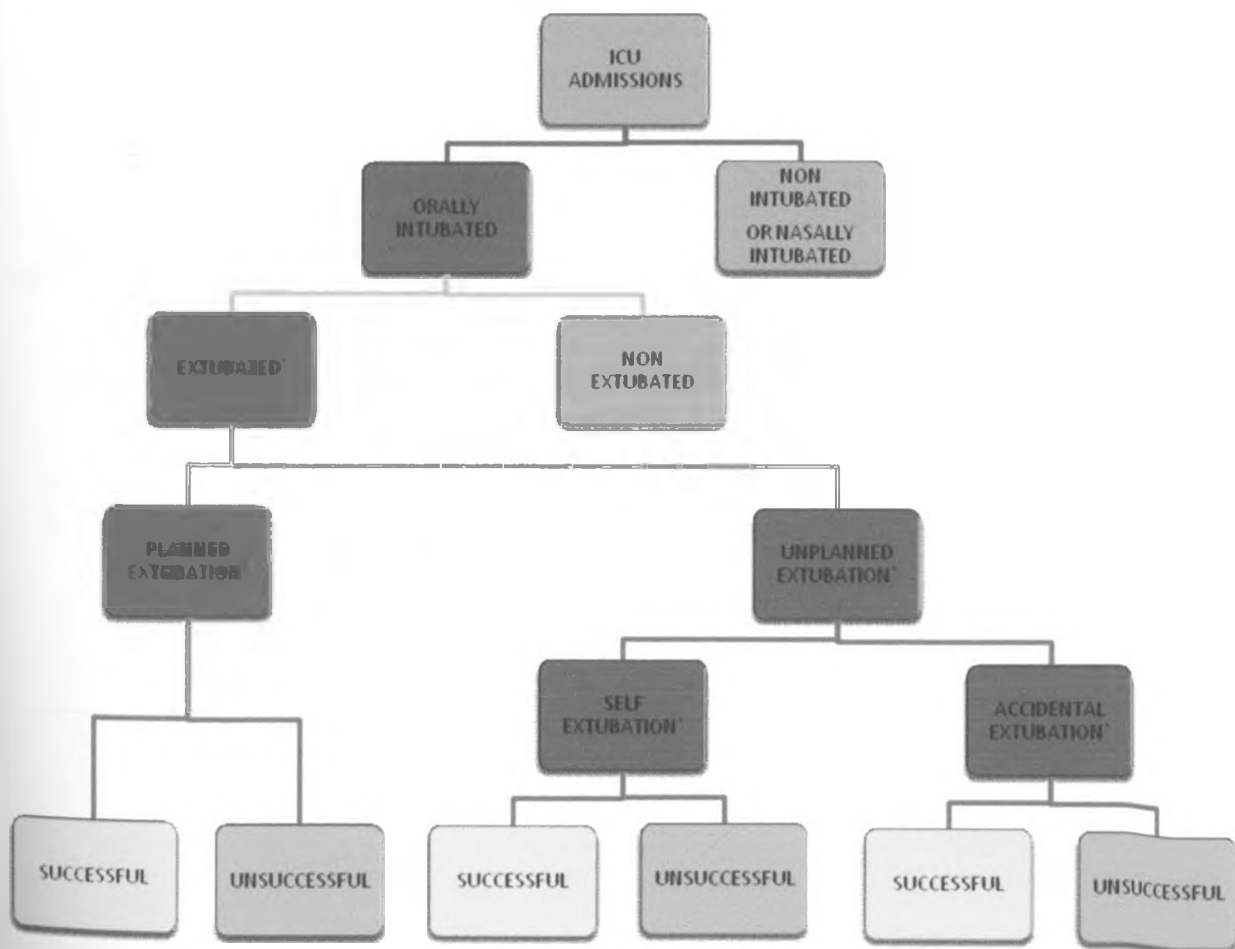 ICU
ADMISSIONS
ORALLY
INTUBATED
NON
INTUBATED
OR NASALLY
INTUBATED
EXTUBATED*
NON
EXTUBATED
PLANNED
EXTUBATION
UNPLANNED
EXTUBATION*
SELF
EXTUBATION*
ACCIDENTAL
EXTUBATION*
SUCCESSFUL
UNSUCCESSFUL
SUCCESSFUL
UNSUCCESSFUL
SUCCESSFUL
UNSUCCESSFUL